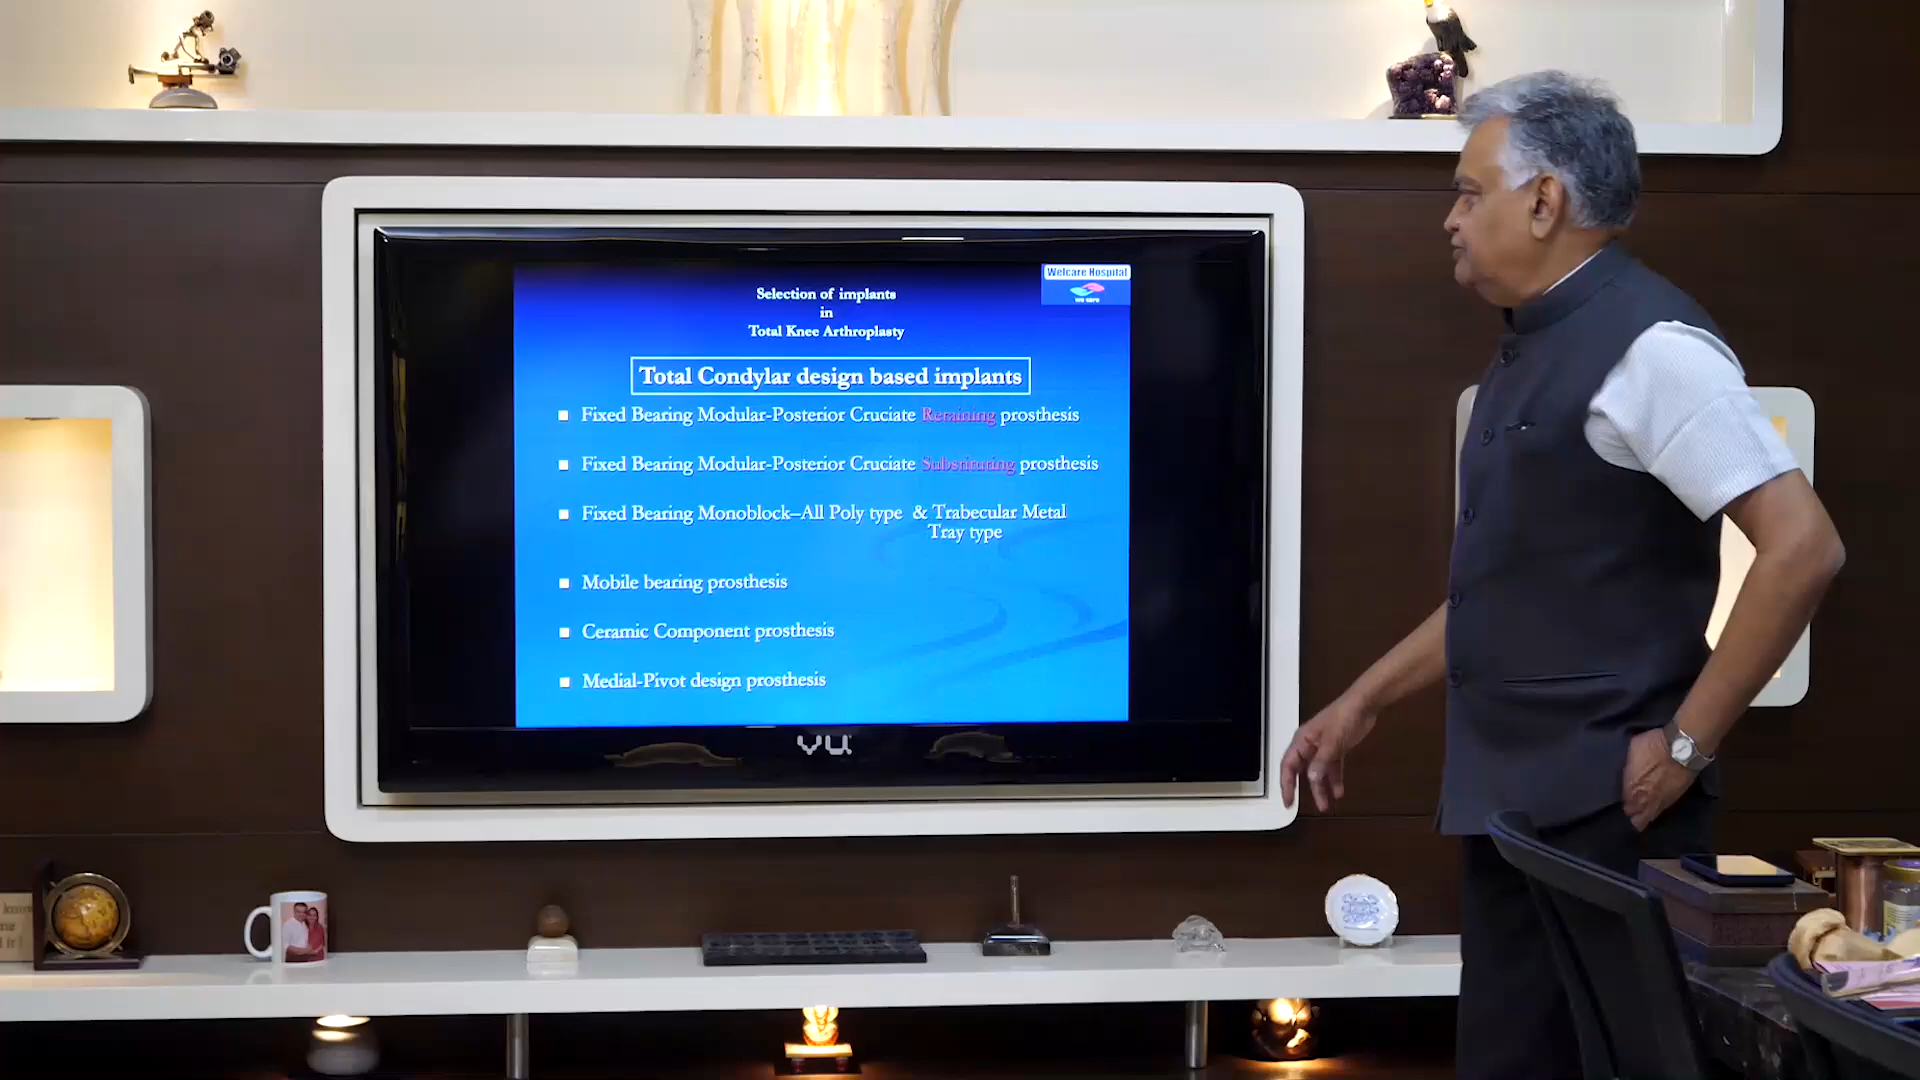 Welcare Hospital
we care
Selection of implants
in
Total Knee Arthroplasty
Total Condylar design based implants
Fixed Bearing Modular-Posterior Cruciate Retaining prosthesis
Fixed Bearing Modular-Posterior Cruciate Substituting prosthesis
Fixed Bearing Monoblock–All Poly type & Trabecular Metal
Tray type
Mobile bearing prosthesis
Ceramic Component prosthesis
Medial-Pivot design prosthesis
VU